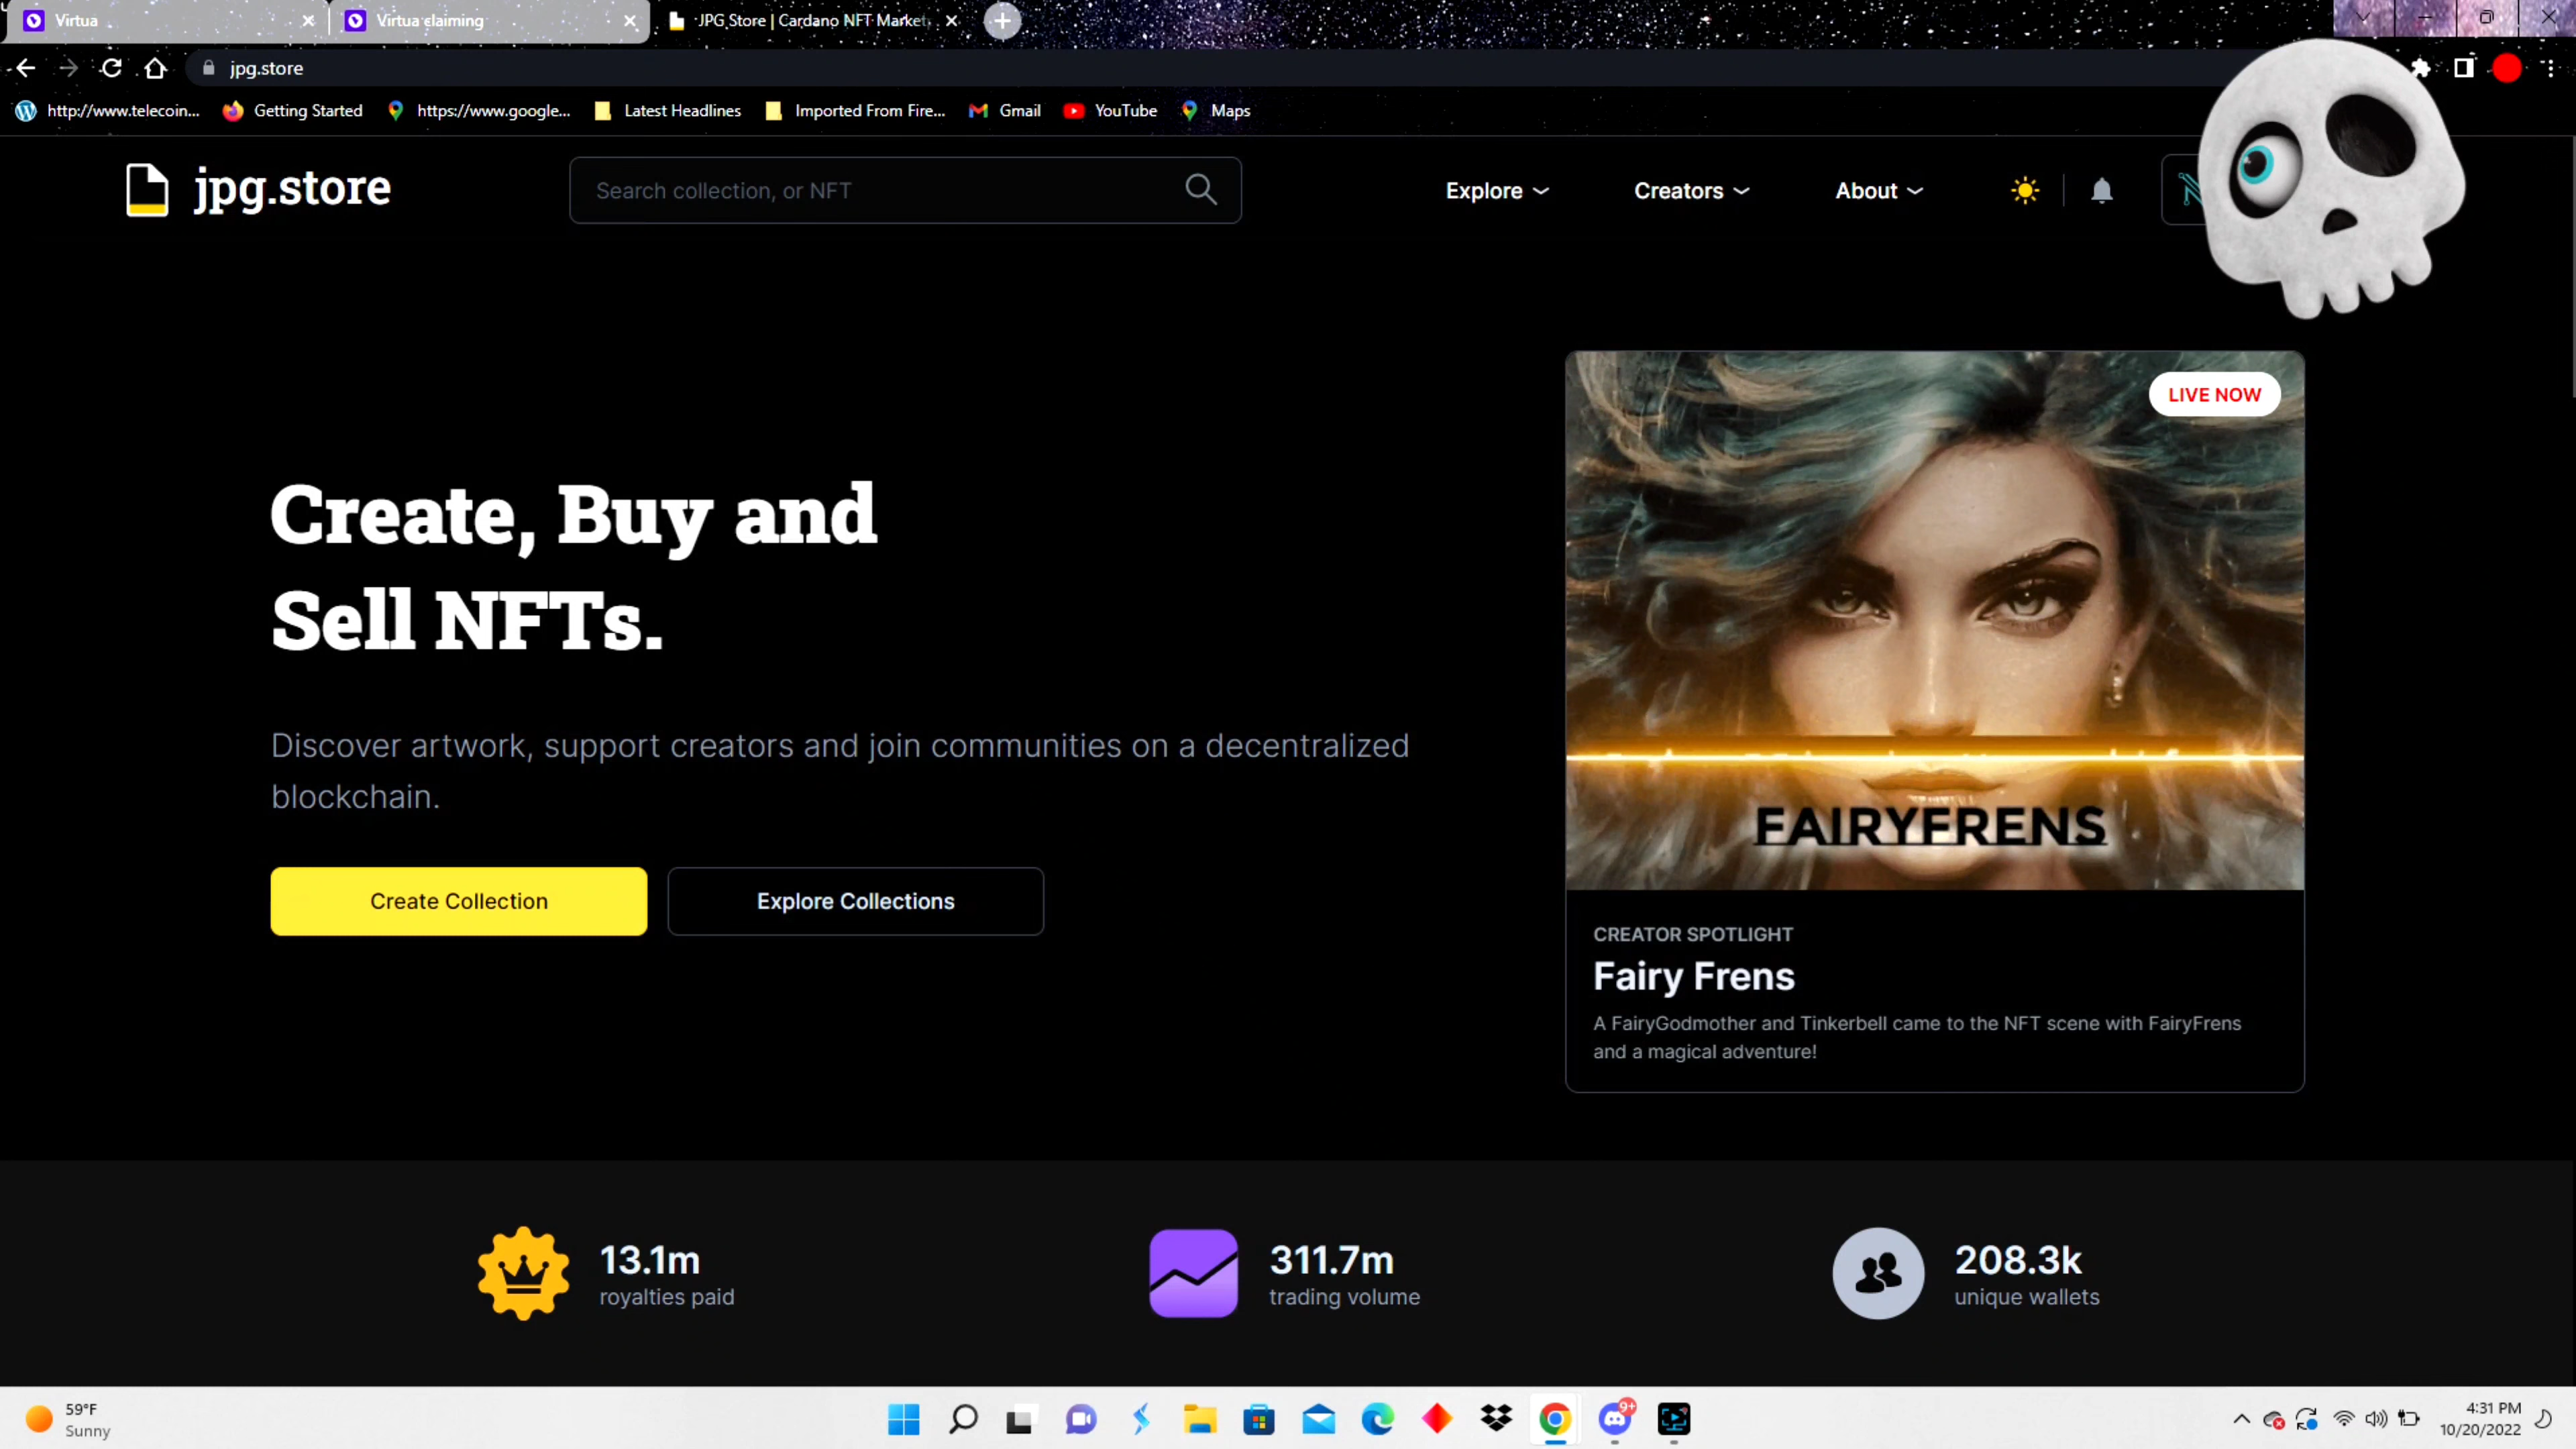 Virtua
Virtua claiming
JPG Store | Cardano NFT Market
jpg.store
http://www.telecoin...
Getting Started
https://www.google...
Latest Headlines
Imported From Fire...
Gmail
YouTube
Maps
jpg.store
Search collection, or NFT
Explore
Creators
About
LIVE NOW
Create, Buy and
Sell NFTs.
Discover artwork, support creators and join communities on a decentralized
blockchain.
Create Collection
Explore Collections
FAIRYFRENS
CREATOR SPOTLIGHT
Fairy Frens
A FairyGodmother and Tinkerbell came to the NFT scene with FairyFrens
and a magical adventure!
13.1m
royalties paid
311.7m
trading volume
208.3k
unique wallets
59°F
Sunny
9+
4:31 PM
10/20/2022